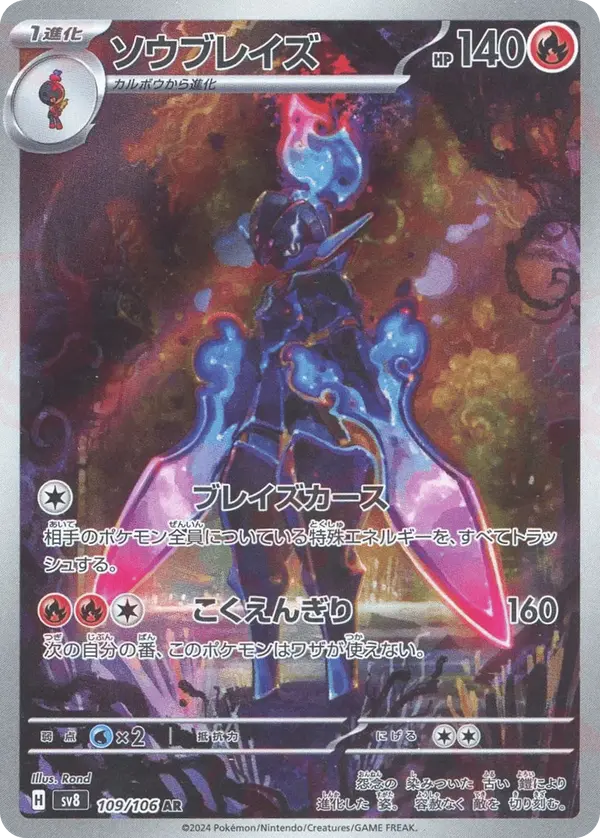 1進化
ソウブレイズ
HP140
カルボウから進化
ブレイズカース
相手のポケモン全員についている特殊エネルギーを、すべてトラッ
シュする。
こくえんぎり 160
次の自分の番、このポケモンはワザが使えない。
弱点 ×2 抵抗力 にげる
Illus. Rond
H sv8 109/106 AR
怨念の 染みついた 古い 鎧により
進化した 姿。 容赦なく 敵を 切り刻む。
©2024 Pokémon/Nintendo/Creatures/GAME FREAK.